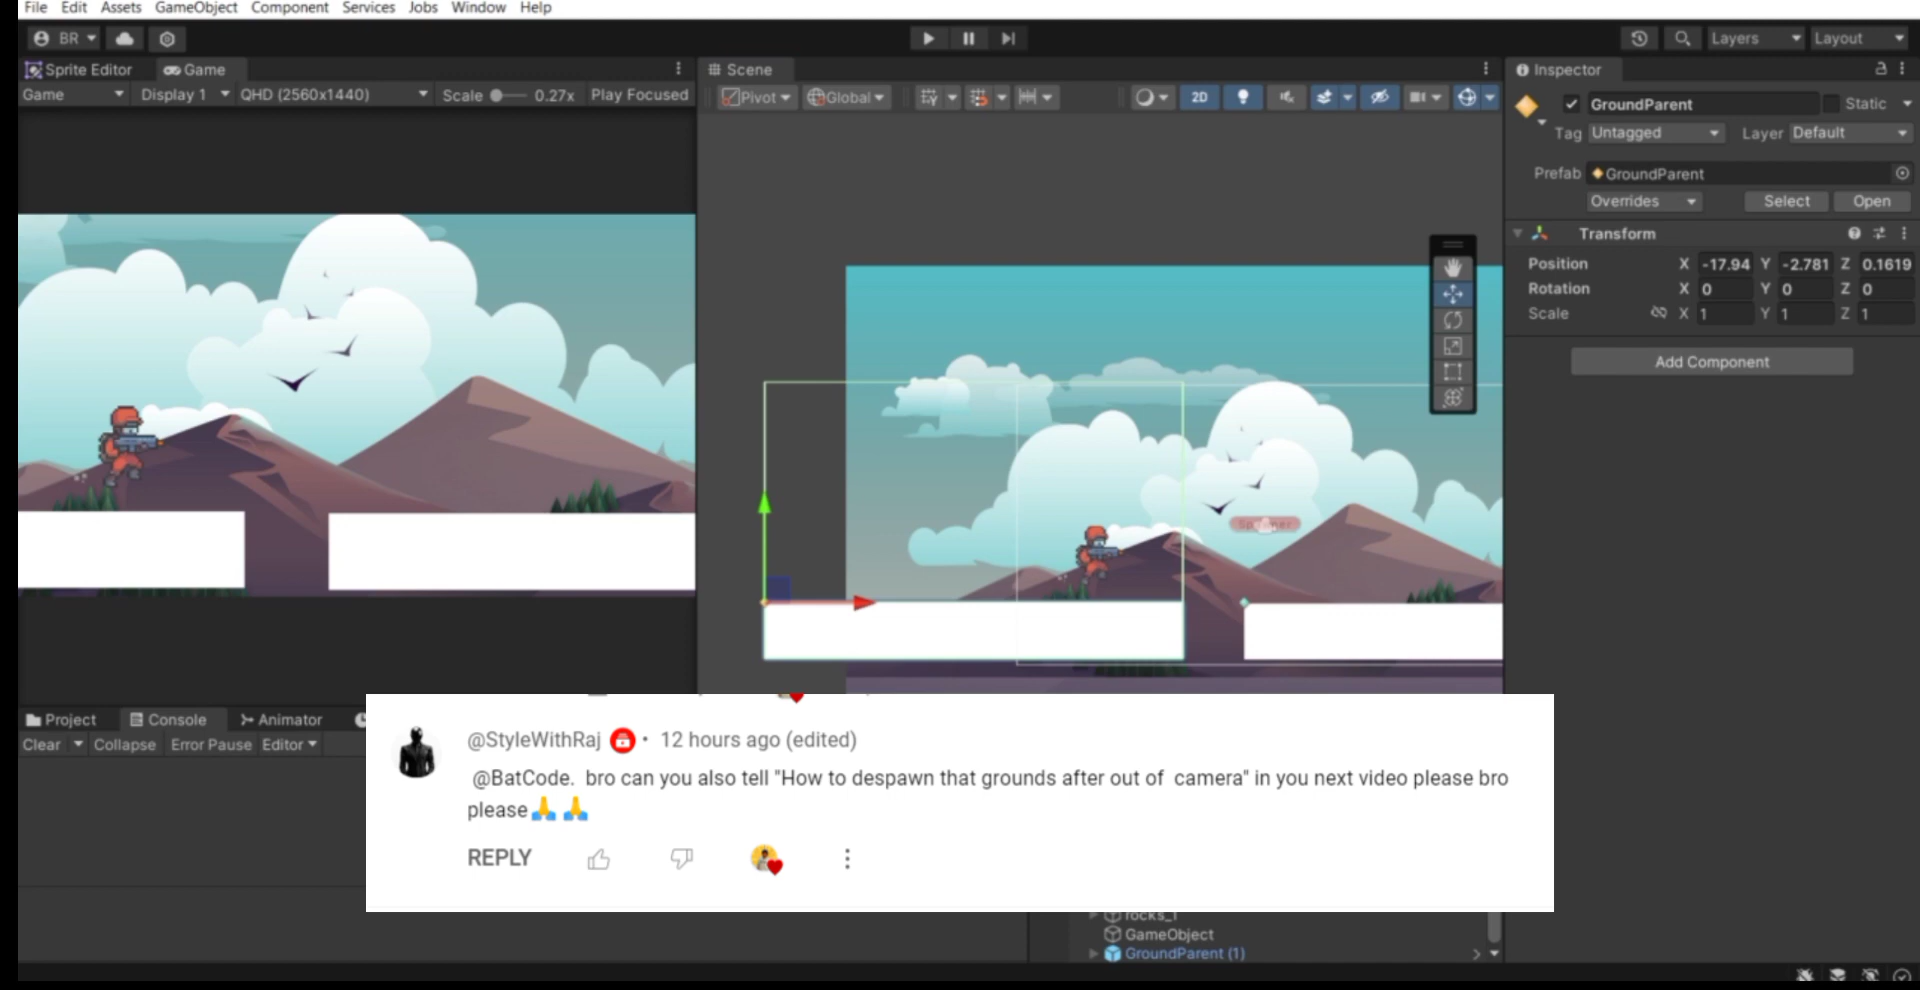 File Edit Assets GameObject Component Services Jobs Window Help
BR
Layers Layout
Sprite Editor Game
Scene
Inspector
Game Display 1 QHD (2560x1440) Scale 0.27x Play Focused
Pivot Global 2D
GroundParent Static
Tag Untagged Layer Default
Prefab GroundParent
Overrides Select Open
Transform
Position X -17.94 Y -2.781 Z 0.1619
Rotation X 0 Y 0 Z 0
Scale X 1 Y 1 Z 1
Add Component
Spawner
Project Console Animator
Clear Collapse Error Pause Editor
@StyleWithRaj • 12 hours ago (edited)
@BatCode. bro can you also tell "How to despawn that grounds after out of camera" in you next video please bro
please🙏 🙏
REPLY
rocks_1
GameObject
GroundParent (1)